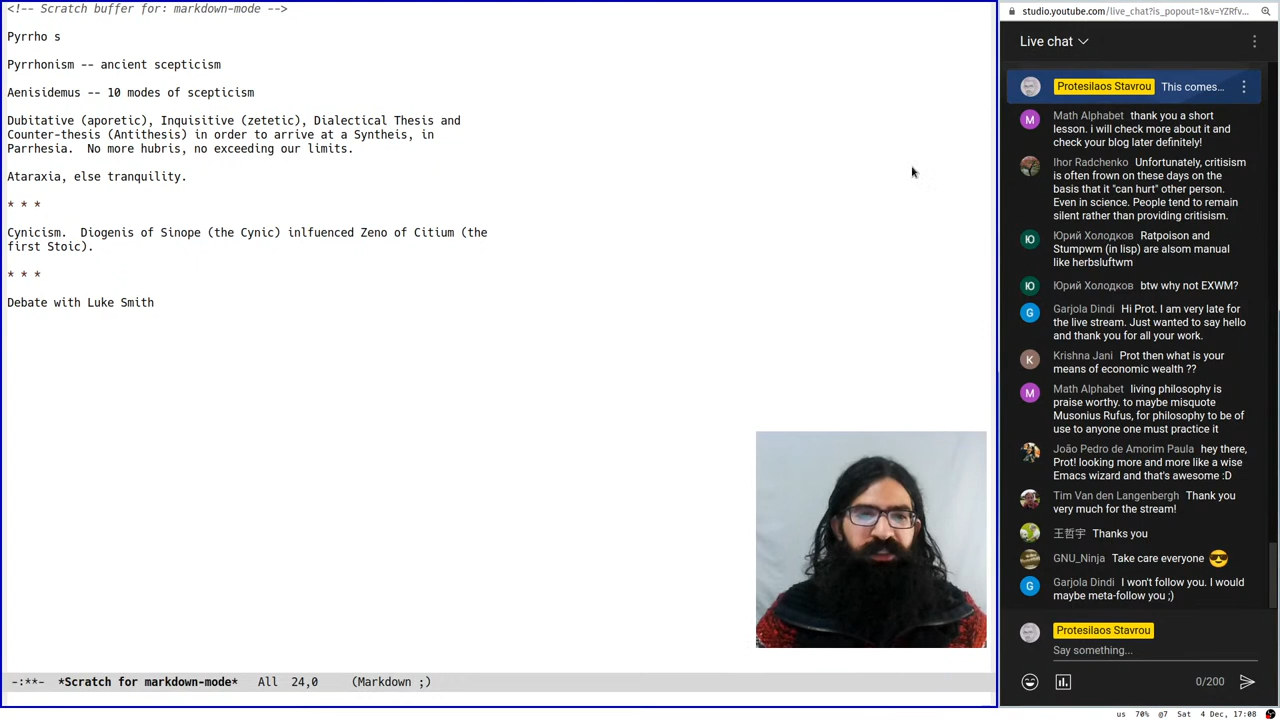 <!-- Scratch buffer for: markdown-mode -->
Pyrrho s
Pyrrhonism -- ancient scepticism
Aenisidemus -- 10 modes of scepticism
Dubitative (aporetic), Inquisitive (zetetic), Dialectical Thesis and
Counter-thesis (Antithesis) in order to arrive at a Syntheis, in
Parrhesia.  No more hubris, no exceeding our limits.
Ataraxia, else tranquility.
* * *
Cynicism.  Diogenis of Sinope (the Cynic) inlfuenced Zeno of Citium (the
first Stoic).
* * *
Debate with Luke Smith
-:**-  *Scratch for markdown-mode*   All  24,0    (Markdown ;)
studio.youtube.com/live_chat?is_popout=1&v=YZRfv...
Live chat
Protesilaos Stavrou This comes...
M Math Alphabet thank you a short
lesson. i will check more about it and
check your blog later definitely!
Ihor Radchenko Unfortunately, critisism
is often frown on these days on the
basis that it "can hurt" other person.
Even in science. People tend to remain
silent rather than providing critisism.
Ю Юрий Холодков Ratpoison and
Stumpwm (in lisp) are alsom manual
like herbsluftwm
Ю Юрий Холодков btw why not EXWM?
G Garjola Dindi Hi Prot. I am very late for
the live stream. Just wanted to say hello
and thank you for all your work.
K Krishna Jani Prot then what is your
means of economic wealth ??
M Math Alphabet living philosophy is
praise worthy. to maybe misquote
Musonius Rufus, for philosophy to be of
use to anyone one must practice it
João Pedro de Amorim Paula hey there,
Prot! looking more and more like a wise
Emacs wizard and that's awesome :D
Tim Van den Langenbergh Thank you
very much for the stream!
王哲宇 Thanks you
GNU_Ninja Take care everyone 😎
G Garjola Dindi I won't follow you. I would
maybe meta-follow you ;)
Protesilaos Stavrou
Say something...
0/200
us 70% @7 Sat 4 Dec, 17:08